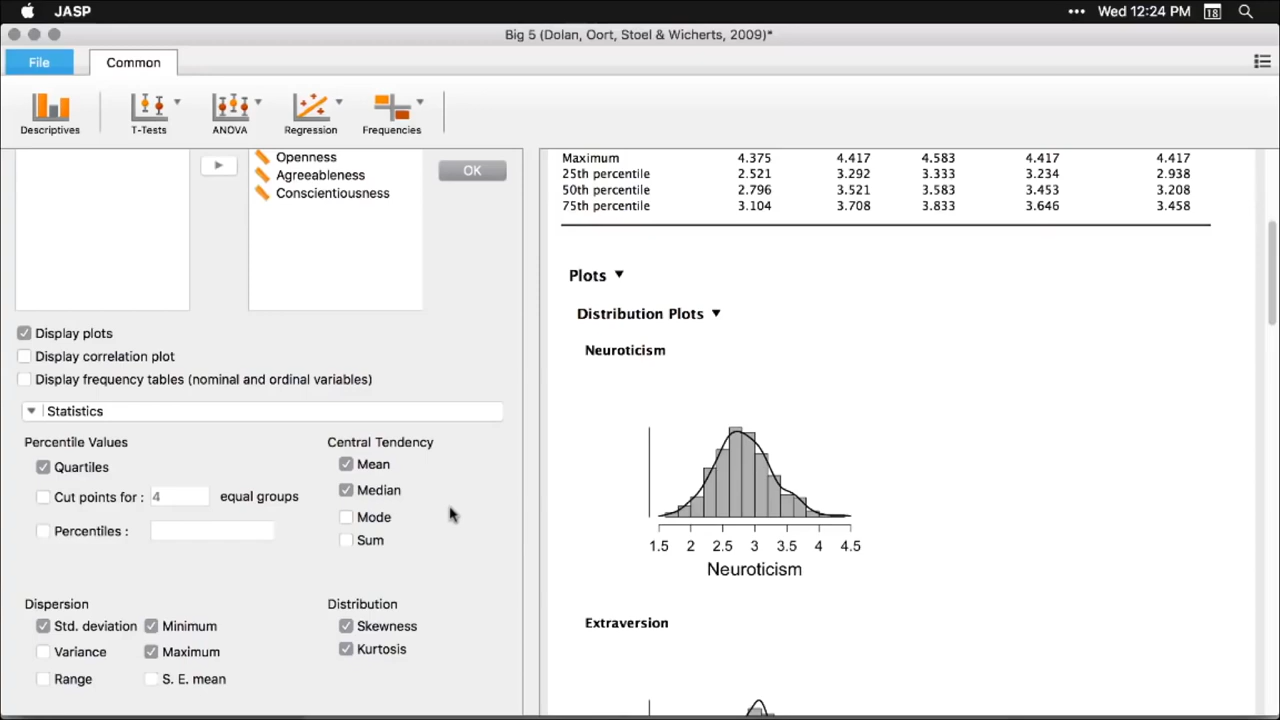 JASP
••• Wed 12:24 PM 18
Big 5 (Dolan, Oort, Stoel & Wicherts, 2009)*
File Common
Descriptives T-Tests ANOVA Regression Frequencies
Openness
Agreeableness
Conscientiousness
OK
Display plots
Display correlation plot
Display frequency tables (nominal and ordinal variables)
Statistics
Percentile Values
Quartiles
Cut points for : 4 equal groups
Percentiles :
Central Tendency
Mean
Median
Mode
Sum
Dispersion
Std. deviation Minimum
Variance Maximum
Range S. E. mean
Distribution
Skewness
Kurtosis
Maximum 4.375 4.417 4.583 4.417 4.417
25th percentile 2.521 3.292 3.333 3.234 2.938
50th percentile 2.796 3.521 3.583 3.453 3.208
75th percentile 3.104 3.708 3.833 3.646 3.458
Plots
Distribution Plots
Neuroticism
1.5 2 2.5 3 3.5 4 4.5
Neuroticism
Extraversion